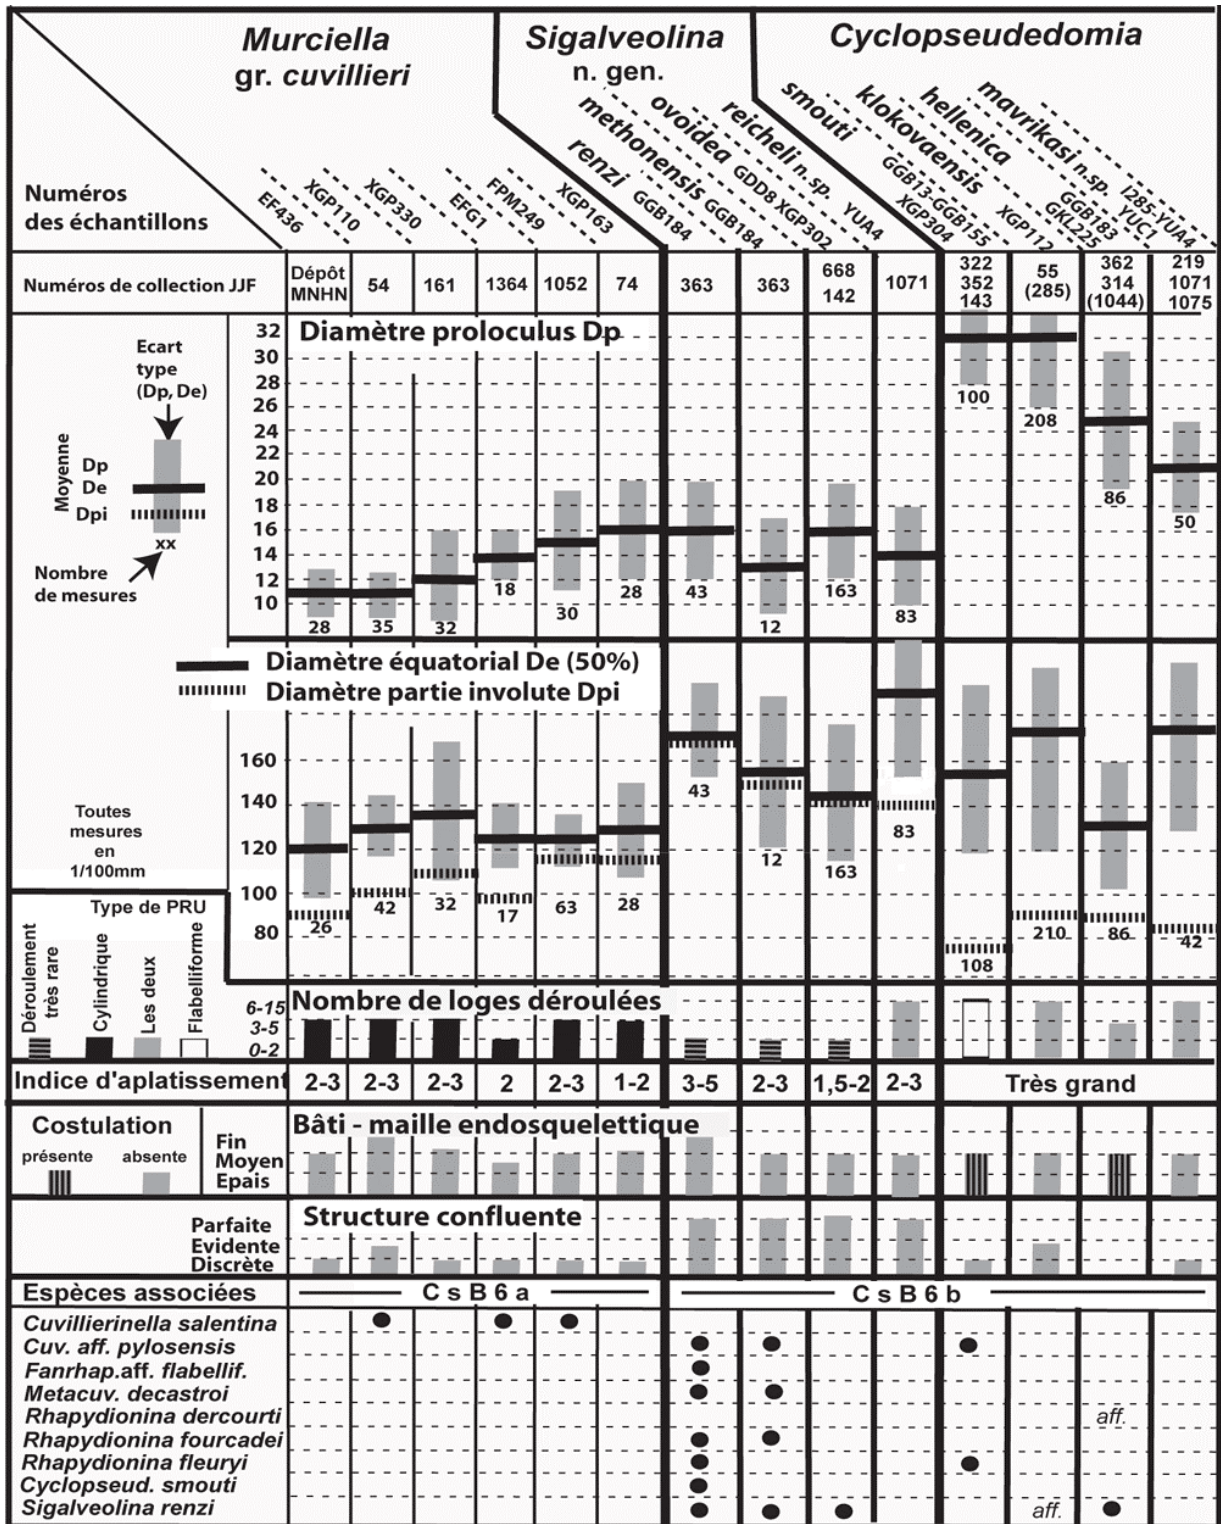 Murciella
gr. cuvillieri
Sigalveolina
n. gen.
Cyclopseudedomia
renzi
methonensis
ovoidea
reicheli n. sp.
smouti
klokovaensis
hellenica
mavrikasi n.sp.
Numéros
des échantillons
EF436
XGP110
XGP330
EFG1
FPM249
XGP163
GGB184
GGB184
GDD8 XGP302
YUA4
GGB13-GGB155
XGP304
XGP112
GKL225
GGB183
YUC1
I285-YUA4
Numéros de collection JJF
Dépôt
MNHN
54
161
1364
1052
74
363
363
668
142
1071
322
352
143
55
(285)
362
314
(1044)
219
1071
1075
Diamètre proloculus Dp
32
30
28
26
24
22
20
18
16
14
12
10
Ecart
type
(Dp, De)
Moyenne
Dp
De
Dpi
xx
Nombre
de mesures
28
35
32
18
30
28
43
12
163
83
100
208
86
50
Diamètre équatorial De (50%)
Diamètre partie involute Dpi
160
140
120
100
80
Toutes
mesures
en
1/100mm
26
42
32
17
63
28
43
12
163
83
108
210
86
42
Type de PRU
Déroulement
très rare
Cylindrique
Les deux
Flabelliforme
Nombre de loges déroulées
6-15
3-5
0-2
Indice d'aplatissement 2-3 2-3 2-3 2 2-3 1-2 3-5 2-3 1,5-2 2-3 Très grand
Costulation
présente absente
Bâti - maille endosquelettique
Fin
Moyen
Epais
Structure confluente
Parfaite
Evidente
Discrète
Espèces associées C s B 6 a C s B 6 b
Cuvillierinella salentina
Cuv. aff. pylosensis
Fanrhap.aff. flabellif.
Metacuv. decastroi
Rhapydionina dercourti aff.
Rhapydionina fourcadei
Rhapydionina fleuryi
Cyclopseud. smouti
Sigalveolina renzi aff.